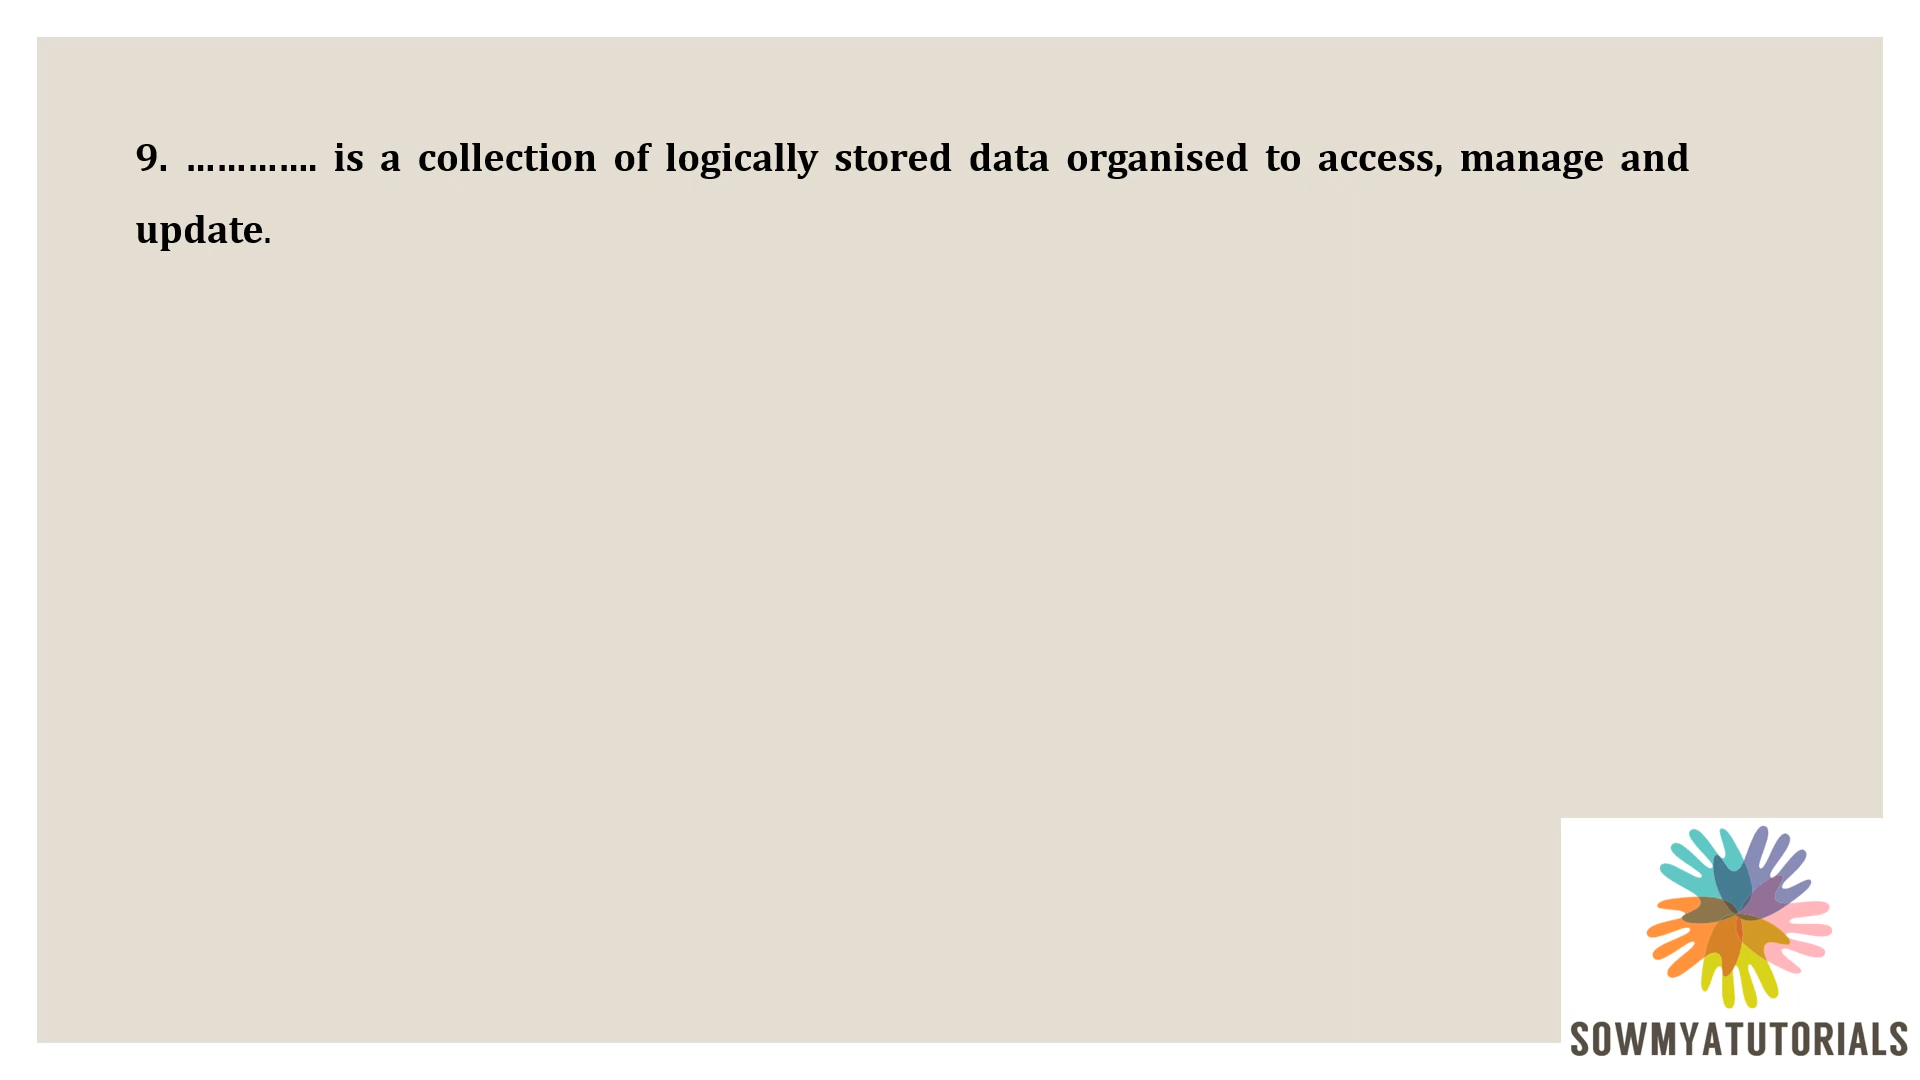 9. …………. is a collection of logically stored data organised to access, manage and
update.
SOWMYATUTORIALS